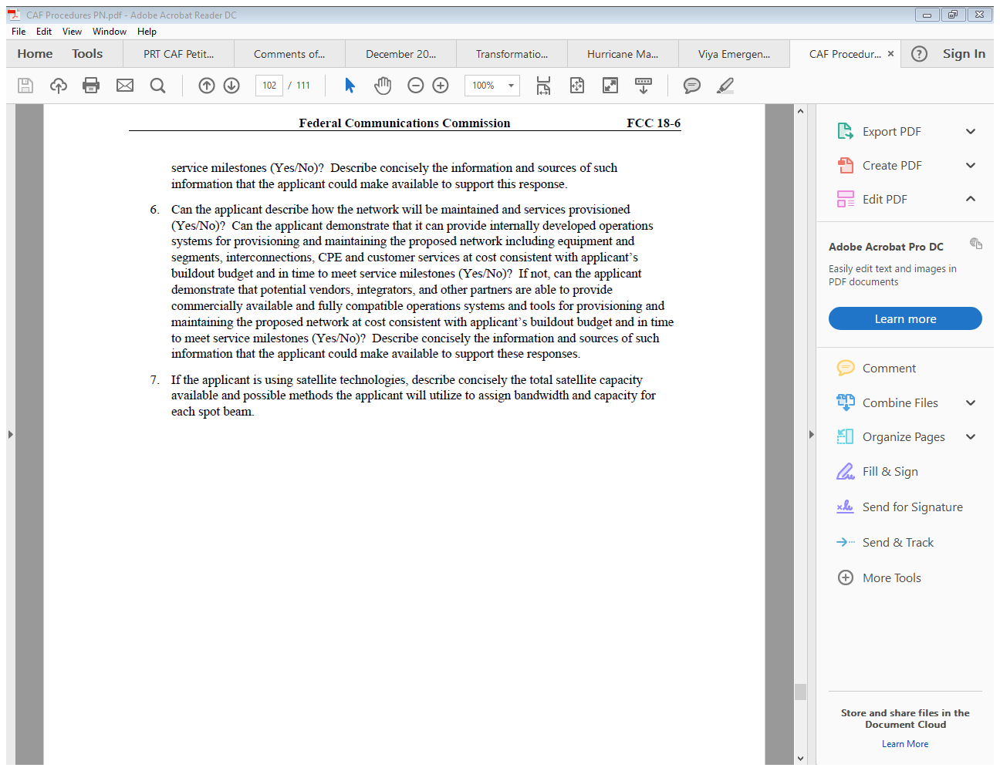 CAF Procedures PN.pdf - Adobe Acrobat Reader DC
File Edit View Window Help
Home Tools PRT CAF Petit... Comments of... December 20... Transformatio... Hurricane Ma... Viya Emergen... CAF Procedur... × ? Sign In
102 / 111 100%
Federal Communications Commission FCC 18-6
service milestones (Yes/No)? Describe concisely the information and sources of such
information that the applicant could make available to support this response.
6. Can the applicant describe how the network will be maintained and services provisioned
(Yes/No)? Can the applicant demonstrate that it can provide internally developed operations
systems for provisioning and maintaining the proposed network including equipment and
segments, interconnections, CPE and customer services at cost consistent with applicant’s
buildout budget and in time to meet service milestones (Yes/No)? If not, can the applicant
demonstrate that potential vendors, integrators, and other partners are able to provide
commercially available and fully compatible operations systems and tools for provisioning and
maintaining the proposed network at cost consistent with applicant’s buildout budget and in time
to meet service milestones (Yes/No)? Describe concisely the information and sources of such
information that the applicant could make available to support these responses.
7. If the applicant is using satellite technologies, describe concisely the total satellite capacity
available and possible methods the applicant will utilize to assign bandwidth and capacity for
each spot beam.
Export PDF
Create PDF
Edit PDF
Adobe Acrobat Pro DC
Easily edit text and images in
PDF documents
Learn more
Comment
Combine Files
Organize Pages
Fill & Sign
Send for Signature
Send & Track
More Tools
Store and share files in the
Document Cloud
Learn More